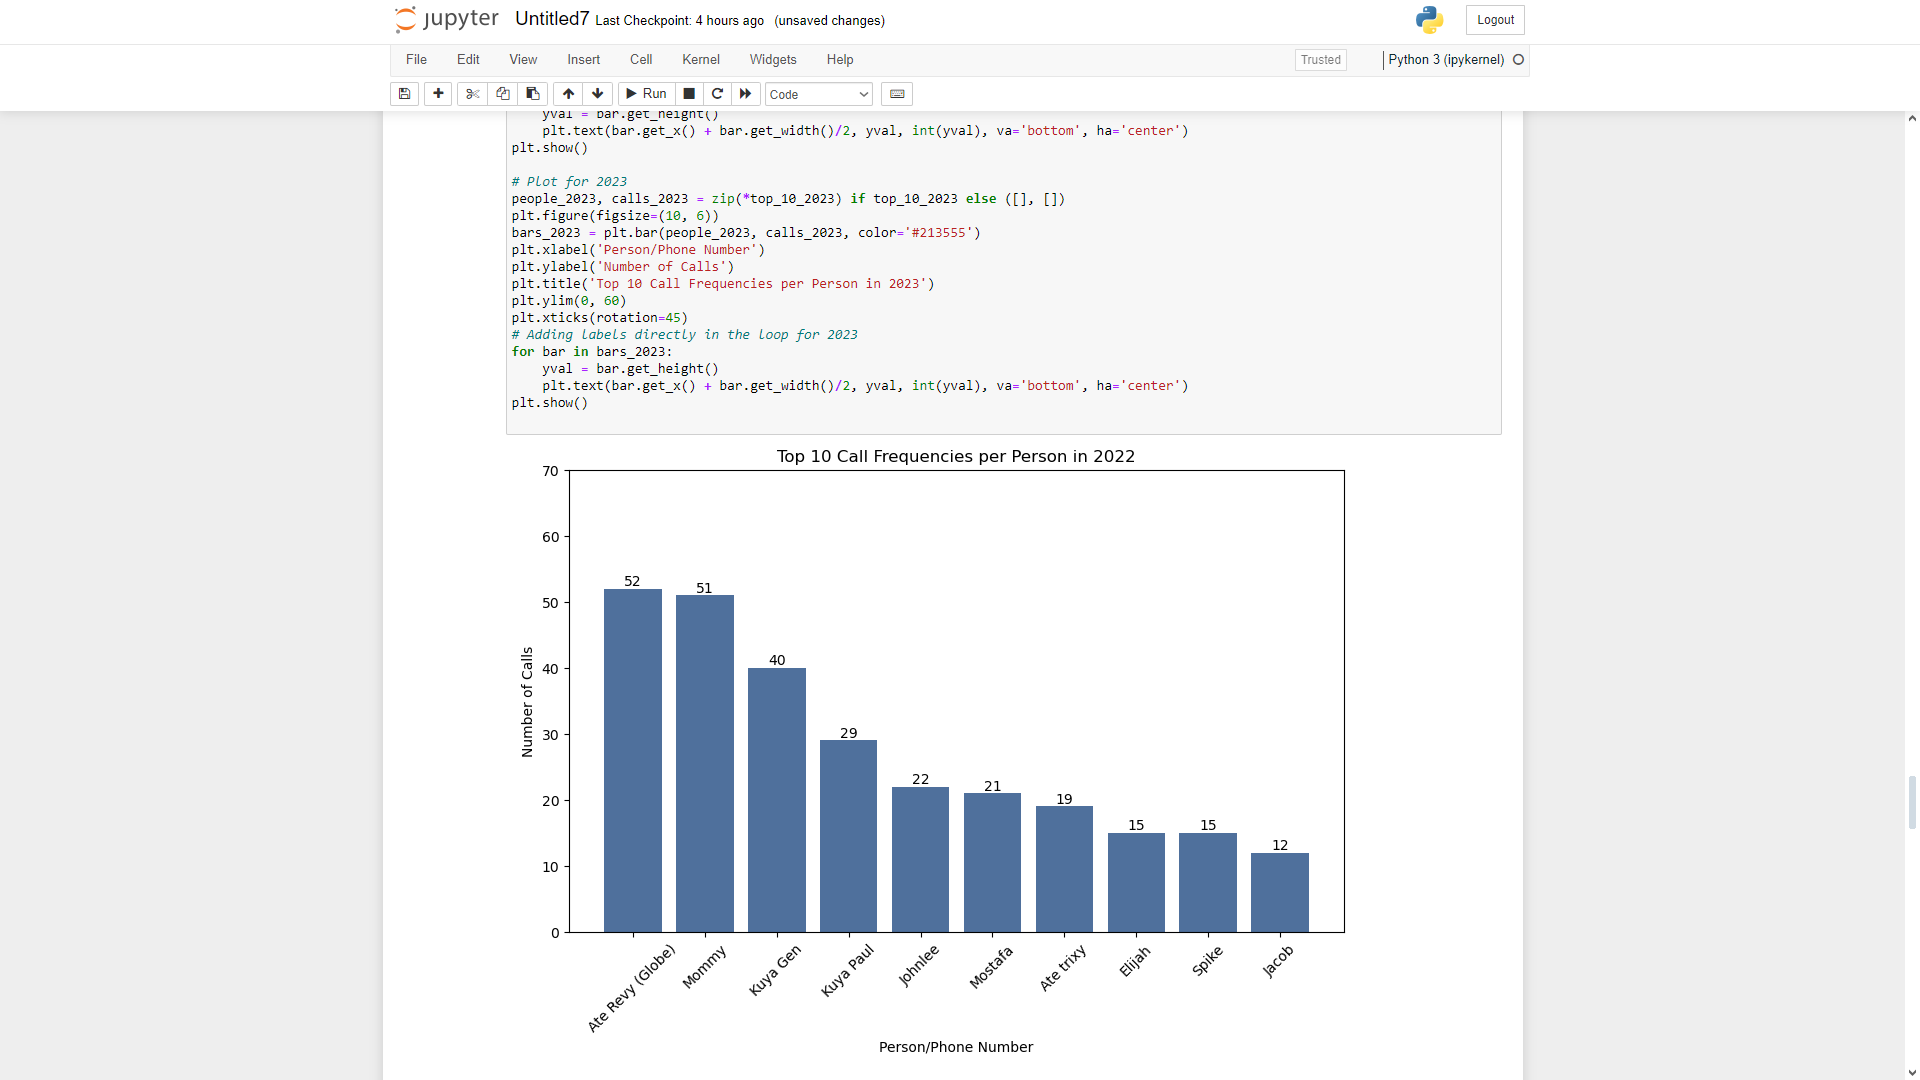 jupyter Untitled7 Last Checkpoint: 4 hours ago (unsaved changes) Logout
File Edit View Insert Cell Kernel Widgets Help Trusted Python 3 (ipykernel)
Run Code
yval = bar.get_height()
plt.text(bar.get_x() + bar.get_width()/2, yval, int(yval), va='bottom', ha='center')
plt.show()
# Plot for 2023
people_2023, calls_2023 = zip(*top_10_2023) if top_10_2023 else ([], [])
plt.figure(figsize=(10, 6))
bars_2023 = plt.bar(people_2023, calls_2023, color='#213555')
plt.xlabel('Person/Phone Number')
plt.ylabel('Number of Calls')
plt.title('Top 10 Call Frequencies per Person in 2023')
plt.ylim(0, 60)
plt.xticks(rotation=45)
# Adding labels directly in the loop for 2023
for bar in bars_2023:
yval = bar.get_height()
plt.text(bar.get_x() + bar.get_width()/2, yval, int(yval), va='bottom', ha='center')
plt.show()
Top 10 Call Frequencies per Person in 2022
Number of Calls
70
60
50
40
30
20
10
0
52
51
40
29
22
21
19
15
15
12
Ate Revy (Globe)
Mommy
Kuya Gen
Kuya Paul
Johnlee
Mostafa
Ate trixy
Elijah
Spike
Jacob
Person/Phone Number